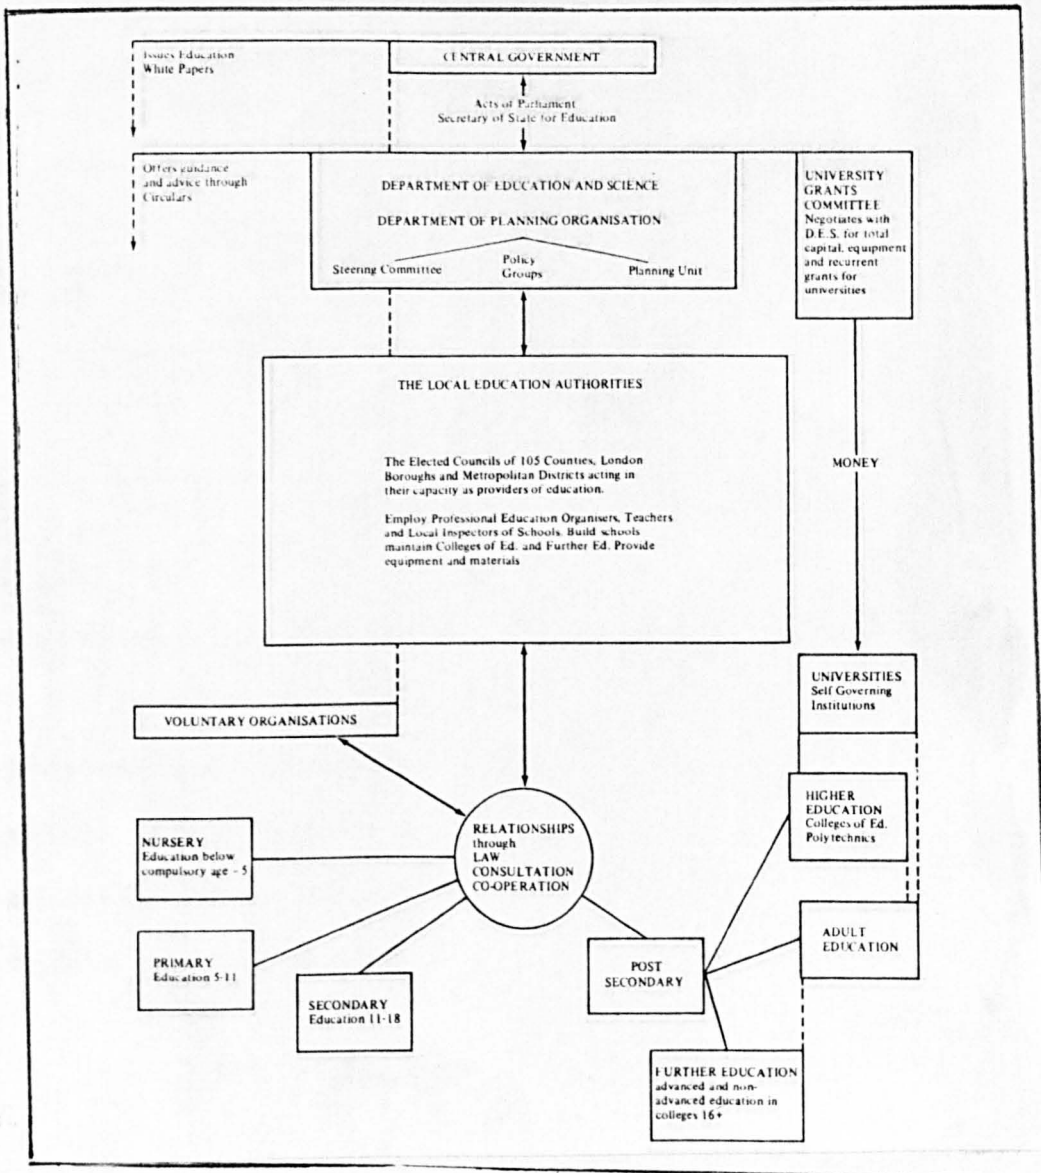 Issues Education
White Papers
CENTRAL GOVERNMENT
Acts of Parliament
Secretary of State for Education
Offers guidance
and advice through
Circulars
DEPARTMENT OF EDUCATION AND SCIENCE
DEPARTMENT OF PLANNING ORGANISATION
Steering Committee
Policy
Groups
Planning Unit
UNIVERSITY
GRANTS
COMMITTEE
Negotiates with
D.E.S. for total
capital, equipment
and recurrent
grants for
universities
THE LOCAL EDUCATION AUTHORITIES
The Elected Councils of 105 Counties, London
Boroughs and Metropolitan Districts acting in
their capacity as providers of education.
Employ Professional Education Organisers, Teachers
and Local Inspectors of Schools. Build schools
maintain Colleges of Ed. and Further Ed. Provide
equipment and materials
MONEY
UNIVERSITIES
Self Governing
Institutions
VOLUNTARY ORGANISATIONS
HIGHER
EDUCATION
Colleges of Ed.
Polytechnics
RELATIONSHIPS
through
LAW
CONSULTATION
CO-OPERATION
NURSERY
Education below
compulsory age - 5
ADULT
EDUCATION
PRIMARY
Education 5-11
POST
SECONDARY
SECONDARY
Education 11-18
FURTHER EDUCATION
advanced and non-
advanced education in
colleges 16+